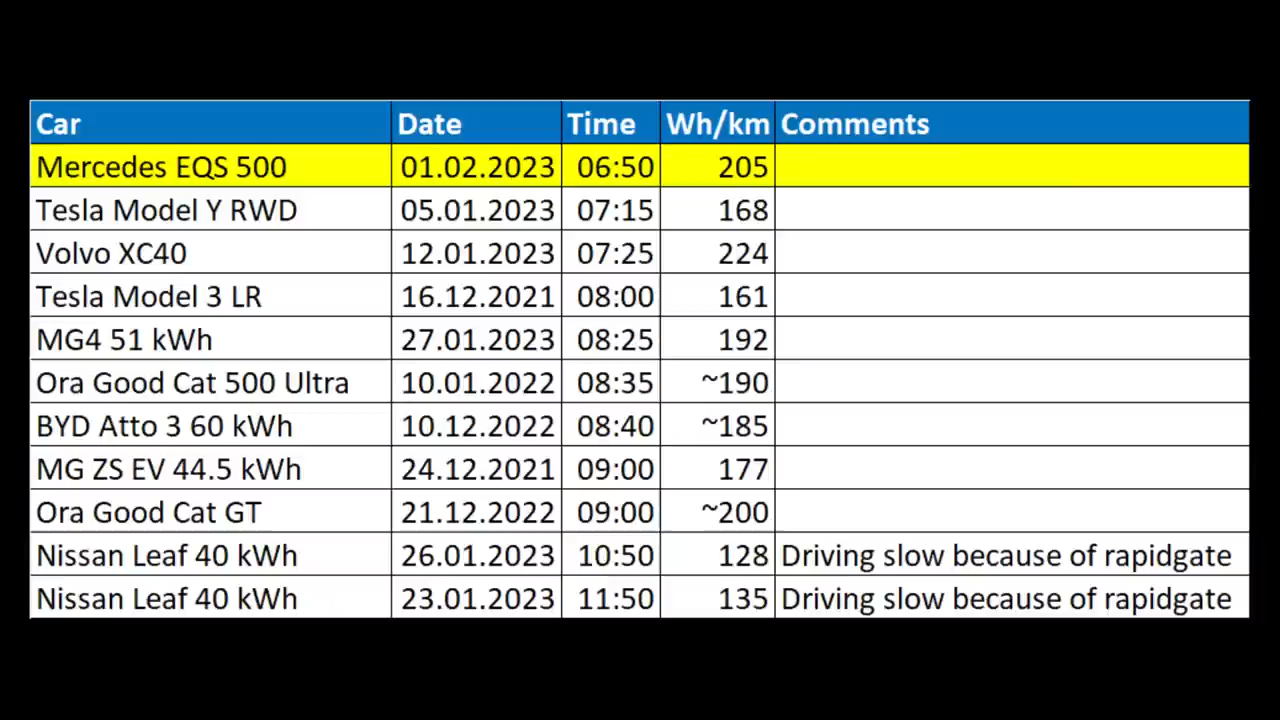 Car Date Time Wh/km Comments
Mercedes EQS 500 01.02.2023 06:50 205
Tesla Model Y RWD 05.01.2023 07:15 168
Volvo XC40 12.01.2023 07:25 224
Tesla Model 3 LR 16.12.2021 08:00 161
MG4 51 kWh 27.01.2023 08:25 192
Ora Good Cat 500 Ultra 10.01.2022 08:35 ~190
BYD Atto 3 60 kWh 10.12.2022 08:40 ~185
MG ZS EV 44.5 kWh 24.12.2021 09:00 177
Ora Good Cat GT 21.12.2022 09:00 ~200
Nissan Leaf 40 kWh 26.01.2023 10:50 128 Driving slow because of rapidgate
Nissan Leaf 40 kWh 23.01.2023 11:50 135 Driving slow because of rapidgate